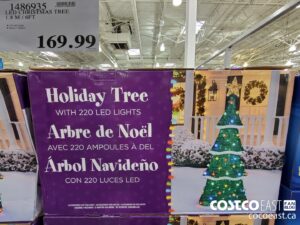 1486935
LED CHRISTMAS TREE
1.8 M / 6FT
169.99
Holiday Tree
WITH 220 LED LIGHTS
Arbre de Noël
AVEC 220 AMPOULES À DEL
Árbol Navideño
CON 220 LUCES LED
COSTCO EAST
cocoeast.ca